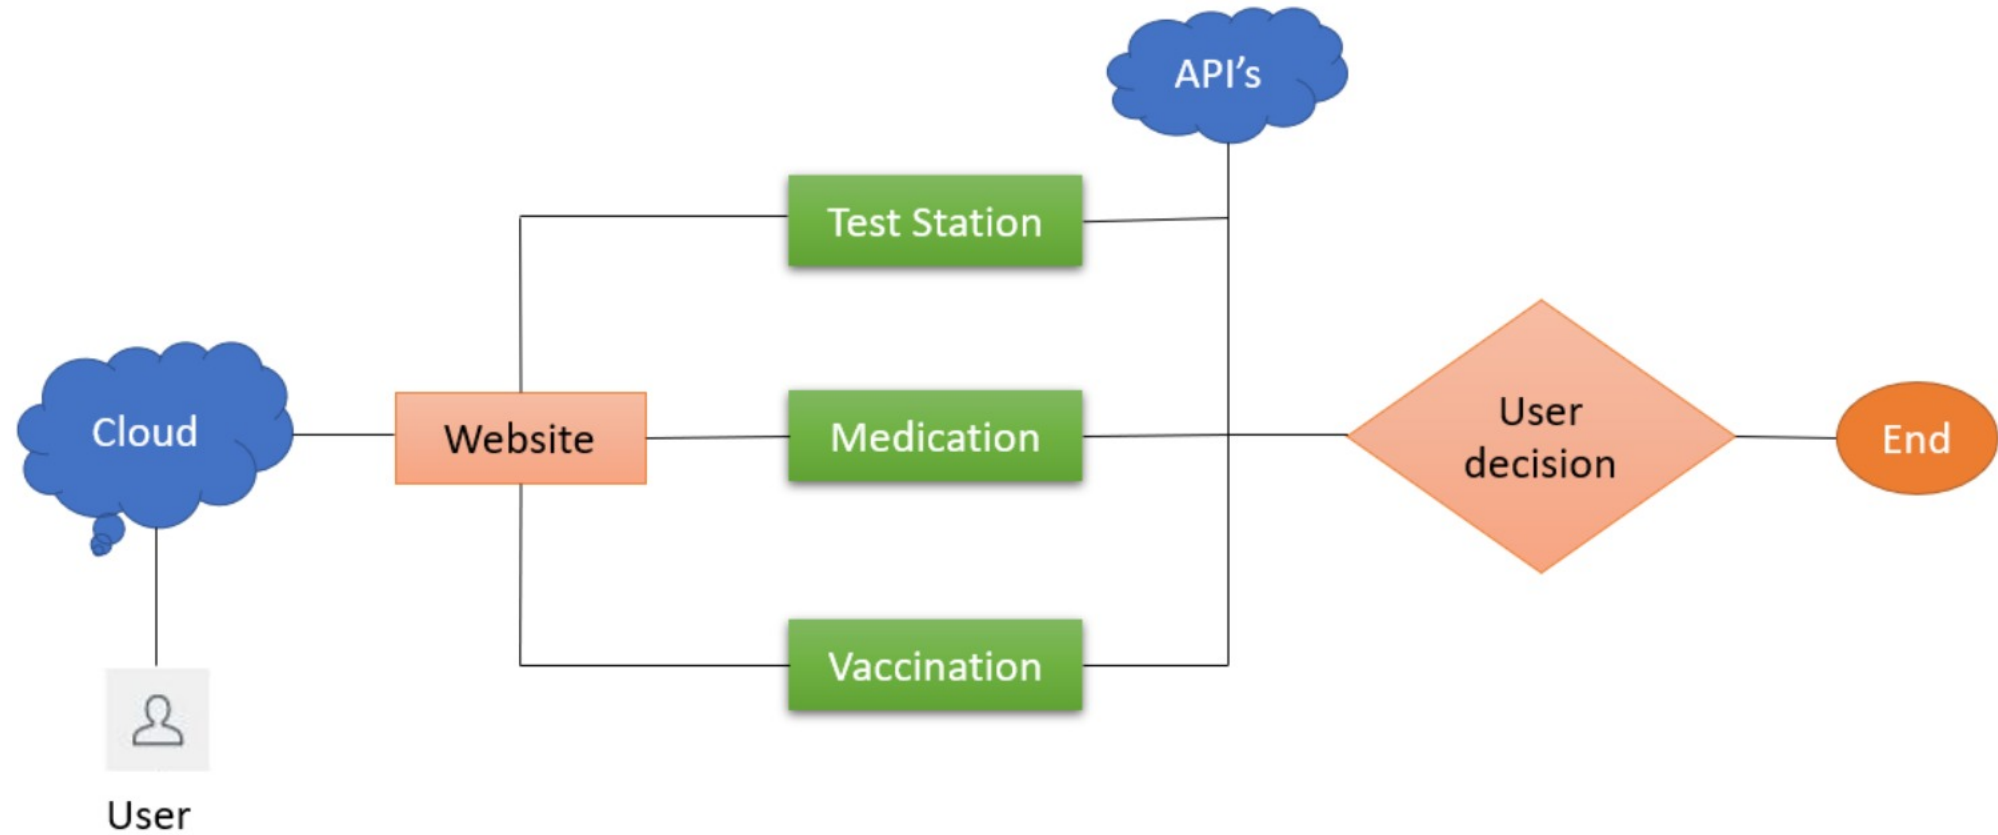 API's
Test Station
Cloud
Website
Medication
User
decision
End
Vaccination
User